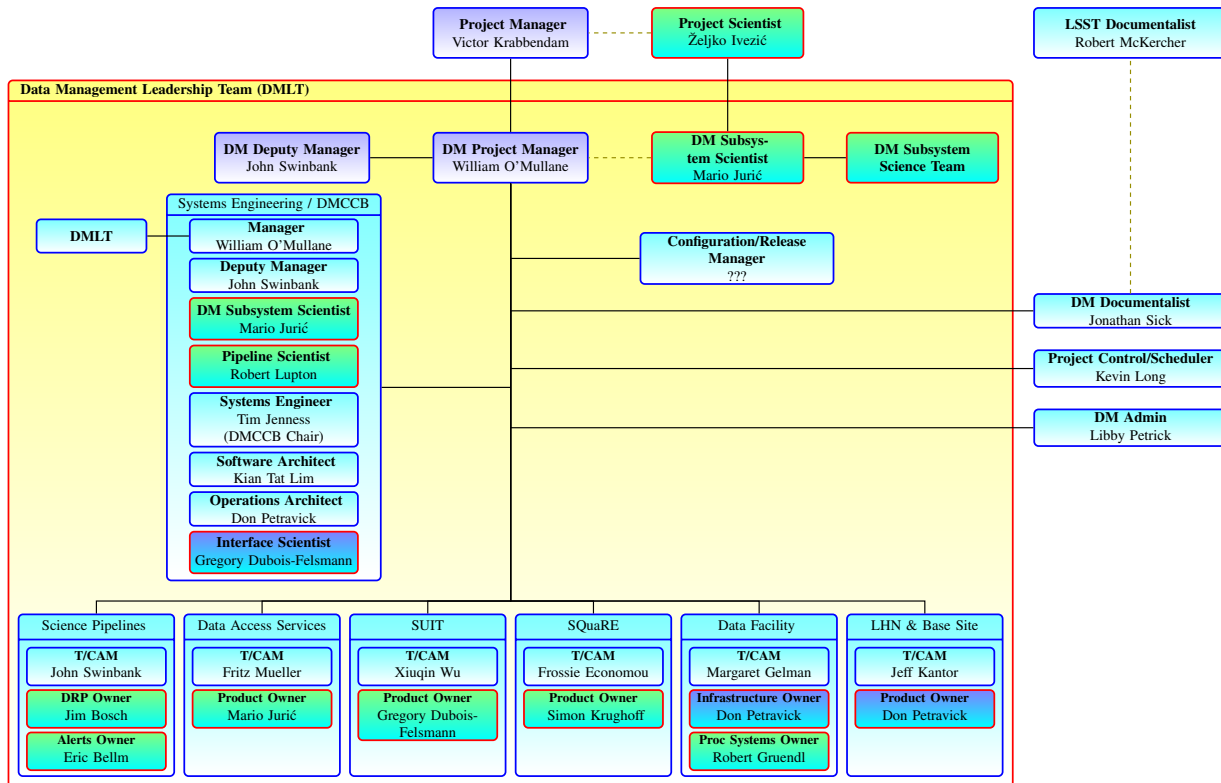 Project Manager
Victor Krabbendam
Project Scientist
Željko Ivezić
LSST Documentalist
Robert McKercher
Data Management Leadership Team (DMLT)
DM Deputy Manager
John Swinbank
DM Project Manager
William O'Mullane
DM Subsys-
tem Scientist
Mario Jurić
DM Subsystem
Science Team
Systems Engineering / DMCCB
DMLT
Manager
William O'Mullane
Deputy Manager
John Swinbank
DM Subsystem Scientist
Mario Jurić
Pipeline Scientist
Robert Lupton
Systems Engineer
Tim Jenness
(DMCCB Chair)
Software Architect
Kian Tat Lim
Operations Architect
Don Petravick
Interface Scientist
Gregory Dubois-Felsmann
Configuration/Release
Manager
???
DM Documentalist
Jonathan Sick
Project Control/Scheduler
Kevin Long
DM Admin
Libby Petrick
Science Pipelines
T/CAM
John Swinbank
DRP Owner
Jim Bosch
Alerts Owner
Eric Bellm
Data Access Services
T/CAM
Fritz Mueller
Product Owner
Mario Jurić
SUIT
T/CAM
Xiuqin Wu
Product Owner
Gregory Dubois-
Felsmann
SQuaRE
T/CAM
Frossie Economou
Product Owner
Simon Krughoff
Data Facility
T/CAM
Margaret Gelman
Infrastructure Owner
Don Petravick
Proc Systems Owner
Robert Gruendl
LHN & Base Site
T/CAM
Jeff Kantor
Product Owner
Don Petravick